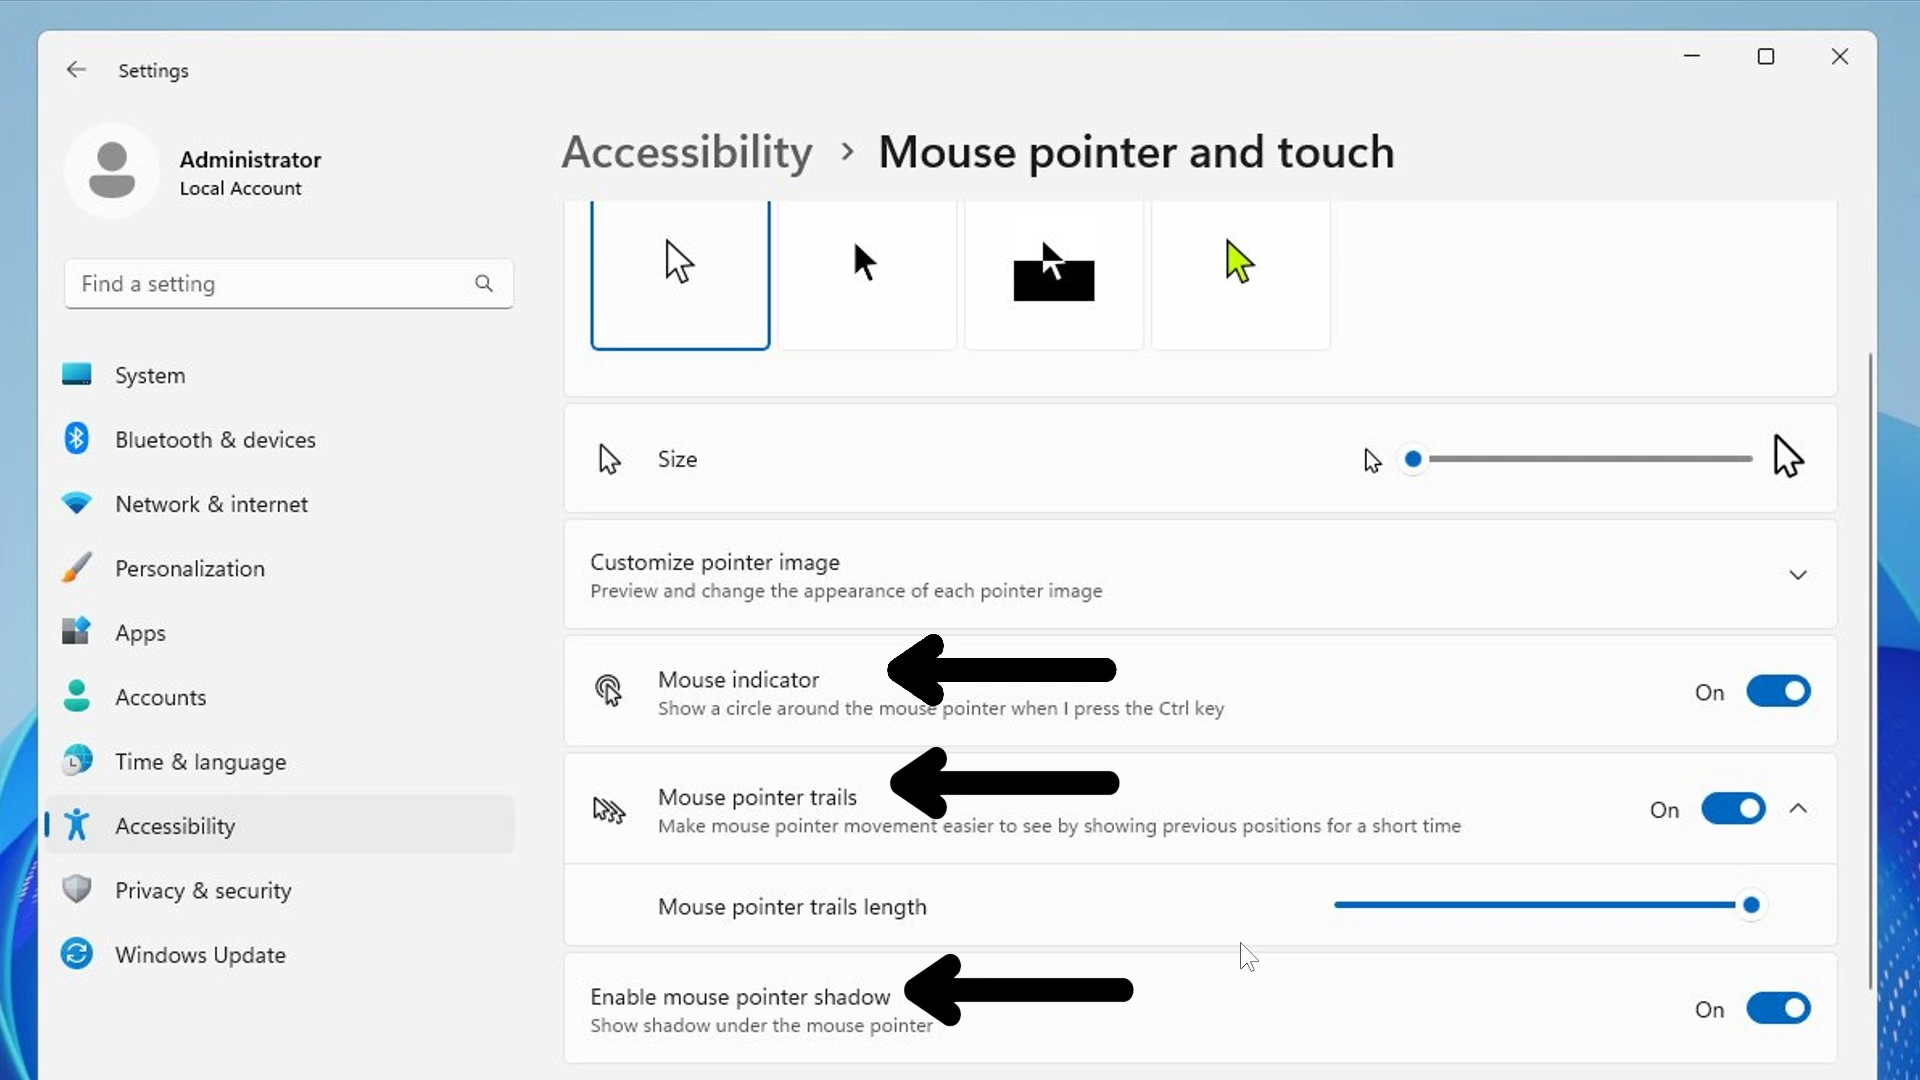 Settings
Administrator
Local Account
Find a setting
System
Bluetooth & devices
Network & internet
Personalization
Apps
Accounts
Time & language
Accessibility
Privacy & security
Windows Update
Accessibility > Mouse pointer and touch
Size
Customize pointer image
Preview and change the appearance of each pointer image
Mouse indicator
Show a circle around the mouse pointer when I press the Ctrl key
On
Mouse pointer trails
Make mouse pointer movement easier to see by showing previous positions for a short time
On
Mouse pointer trails length
Enable mouse pointer shadow
Show shadow under the mouse pointer
On